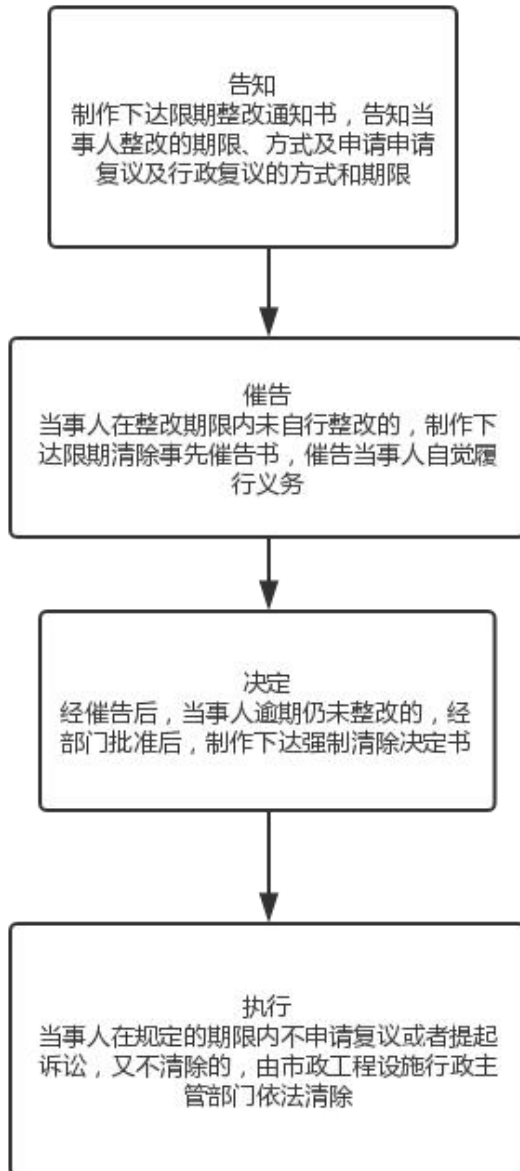 告知
制作下达限期整改通知书，告知当
事人整改的期限、方式及申请申请
复议及行政复议的方式和期限
催告
当事人在整改期限内未自行整改的，制作下
达限期清除事先催告书，催告当事人自觉履
行义务
决定
经催告后，当事人逾期仍未整改的，经
部门批准后，制作下达强制清除决定书
执行
当事人在规定的期限内不申请复议或者提起
诉讼，又不清除的，由市政工程设施行政主
管部门依法清除